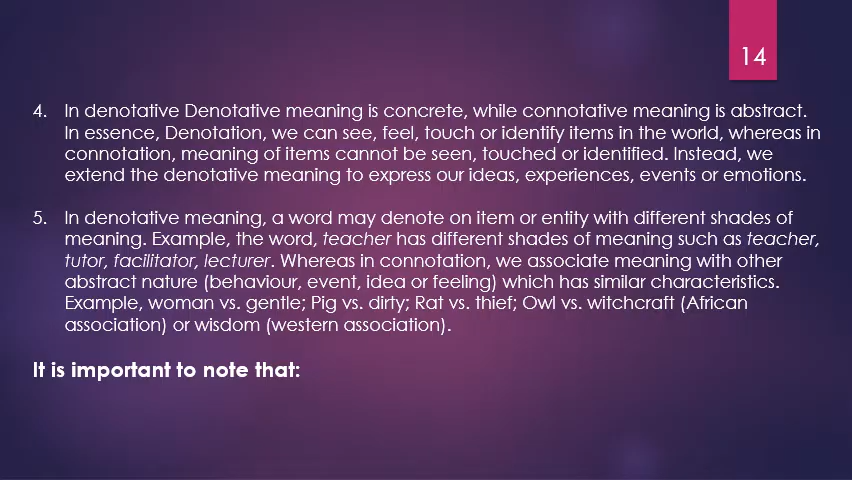 14
4. In denotative Denotative meaning is concrete, while connotative meaning is abstract.
In essence, Denotation, we can see, feel, touch or identify items in the world, whereas in
connotation, meaning of items cannot be seen, touched or identified. Instead, we
extend the denotative meaning to express our ideas, experiences, events or emotions.
5. In denotative meaning, a word may denote on item or entity with different shades of
meaning. Example, the word, teacher has different shades of meaning such as teacher,
tutor, facilitator, lecturer. Whereas in connotation, we associate meaning with other
abstract nature (behaviour, event, idea or feeling) which has similar characteristics.
Example, woman vs. gentle; Pig vs. dirty; Rat vs. thief; Owl vs. witchcraft (African
association) or wisdom (western association).
It is important to note that: